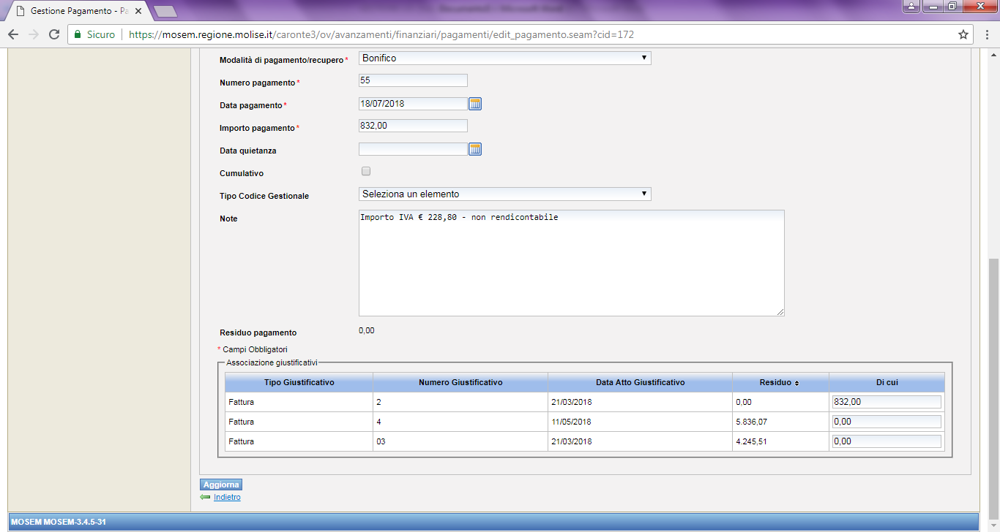 Gestione Pagamento - Pa
Sicuro
https://mosem.regione.molise.it/caronte3/ov/avanzamenti/finanziari/pagamenti/edit_pagamento.seam?cid=172
Modalità di pagamento/recupero* Bonifico
Numero pagamento* 55
Data pagamento* 18/07/2018
Importo pagamento* 832,00
Data quietanza
Cumulativo
Tipo Codice Gestionale Seleziona un elemento
Note Importo IVA € 228,80 - non rendicontabile
Residuo pagamento 0,00
* Campi Obbligatori
Associazione giustificativi
Tipo Giustificativo Numero Giustificativo Data Atto Giustificativo Residuo Di cui
Fattura 2 21/03/2018 0,00 832,00
Fattura 4 11/05/2018 5.836,07 0,00
Fattura 03 21/03/2018 4.245,51 0,00
Aggiorna
Indietro
MOSEM MOSEM-3.4.5-31